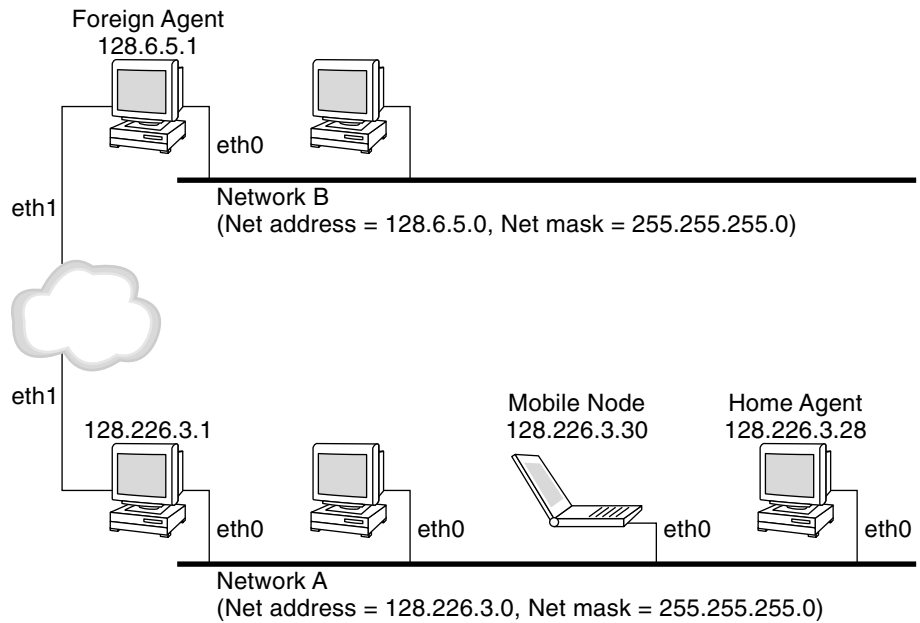 Foreign Agent
128.6.5.1
eth0
eth1
Network B
(Net address = 128.6.5.0, Net mask = 255.255.255.0)
eth1
128.226.3.1
Mobile Node
128.226.3.30
Home Agent
128.226.3.28
eth0
eth0
eth0
eth0
Network A
(Net address = 128.226.3.0, Net mask = 255.255.255.0)